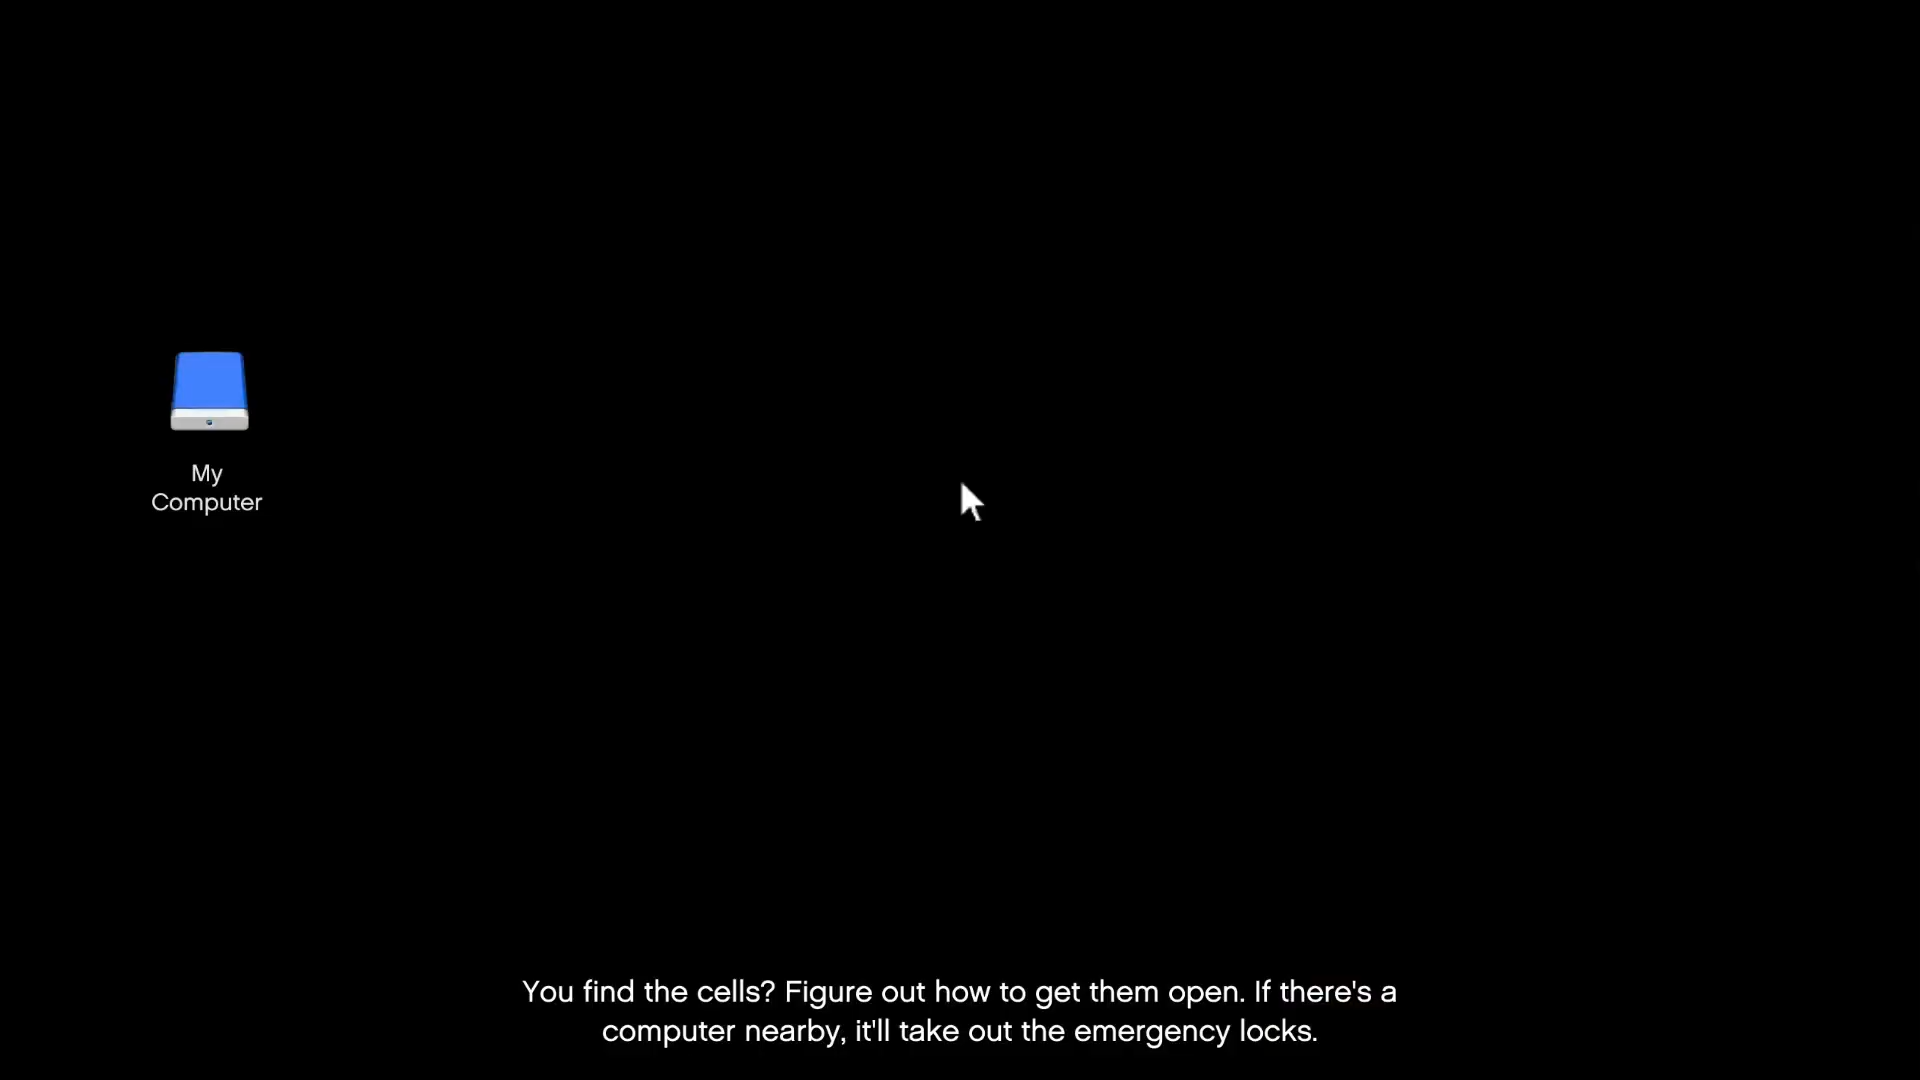 My
Computer
You find the cells? Figure out how to get them open. If there's a
computer nearby, it'll take out the emergency locks.